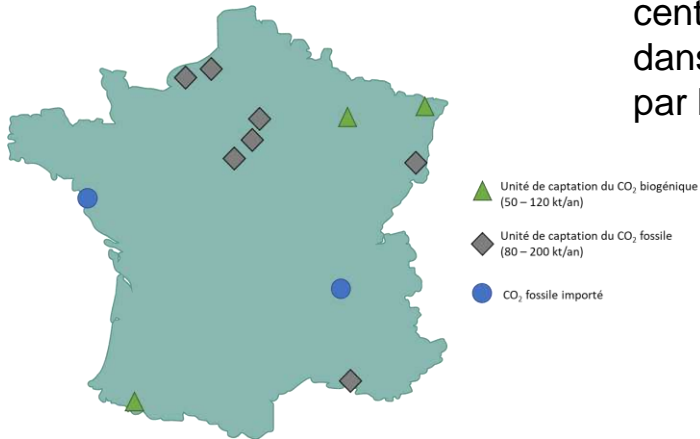 cent
dans
par l
Unité de captation du CO₂ biogénique
(50 – 120 kt/an)
Unité de captation du CO₂ fossile
(80 – 200 kt/an)
CO₂ fossile importé